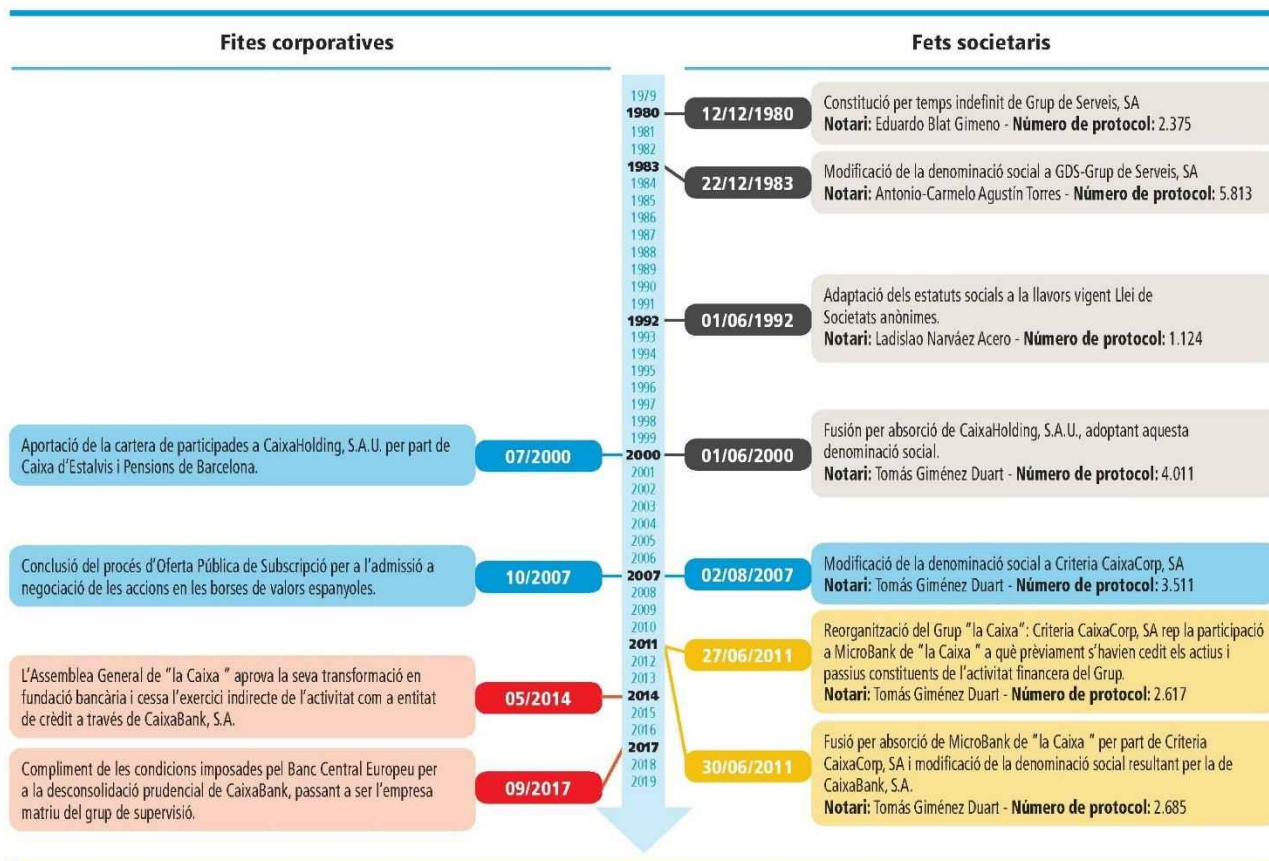 Fites corporatives
Fets societaris
1979
1980
1981
1982
1983
1984
1985
1986
1987
1988
1989
1990
1991
1992
1993
1994
1995
1996
1997
1998
1999
2000
2001
2002
2003
2004
2005
2006
2007
2008
2009
2010
2011
2012
2013
2014
2015
2016
2017
2018
2019
12/12/1980
Constitució per temps indefinit de Grup de Serveis, SA
Notari: Eduardo Blat Gimeno - Número de protocol: 2.375
22/12/1983
Modificació de la denominació social a GDS-Grup de Serveis, SA
Notari: Antonio-Carmelo Agustín Torres - Número de protocol: 5.813
01/06/1992
Adaptació dels estatuts socials a la llavors vigent Llei de
Societats anònimes.
Notari: Ladislao Narváez Acero - Número de protocol: 1.124
Aportació de la cartera de participades a CaixaHolding, S.A.U. per part de
Caixa d'Estalvis i Pensions de Barcelona.
07/2000
01/06/2000
Fusión per absorció de CaixaHolding, S.A.U., adoptant aquesta
denominació social.
Notari: Tomás Giménez Duart - Número de protocol: 4.011
Conclusió del procés d'Oferta Pública de Subscripció per a l'admissió a
negociació de les accions en les borses de valors espanyoles.
10/2007
02/08/2007
Modificació de la denominació social a Criteria CaixaCorp, SA
Notari: Tomás Giménez Duart - Número de protocol: 3.511
27/06/2011
Reorganització del Grup "la Caixa": Criteria CaixaCorp, SA rep la participació
a MicroBank de "la Caixa " a què prèviament s'havien cedit els actius i
passius constituents de l'activitat financera del Grup.
Notari: Tomás Giménez Duart - Número de protocol: 2.617
L'Assemblea General de "la Caixa " aprova la seva transformació en
fundació bancària i cessa l'exercici indirecte de l'activitat com a entitat
de crèdit a través de CaixaBank, S.A.
05/2014
30/06/2011
Fusió per absorció de MicroBank de "la Caixa " per part de Criteria
CaixaCorp, SA i modificació de la denominació social resultant per la de
CaixaBank, S.A.
Notari: Tomás Giménez Duart - Número de protocol: 2.685
Compliment de les condicions imposades pel Banc Central Europeu per
a la desconsolidació prudencial de CaixaBank, passant a ser l'empresa
matriu del grup de supervisió.
09/2017